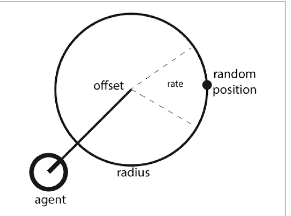 offset
rate
random
position
radius
agent